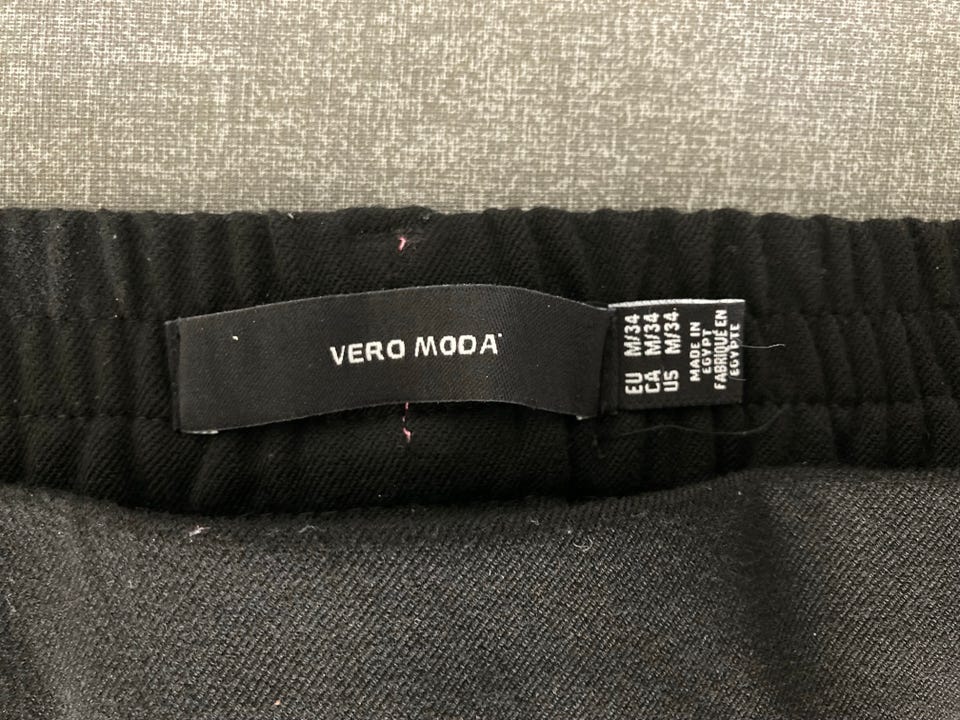 VERO MODA
EU M/34
CA M/34
US M/34
MADE IN
EGYPT
FABRIQUÉ EN
EGYPTE